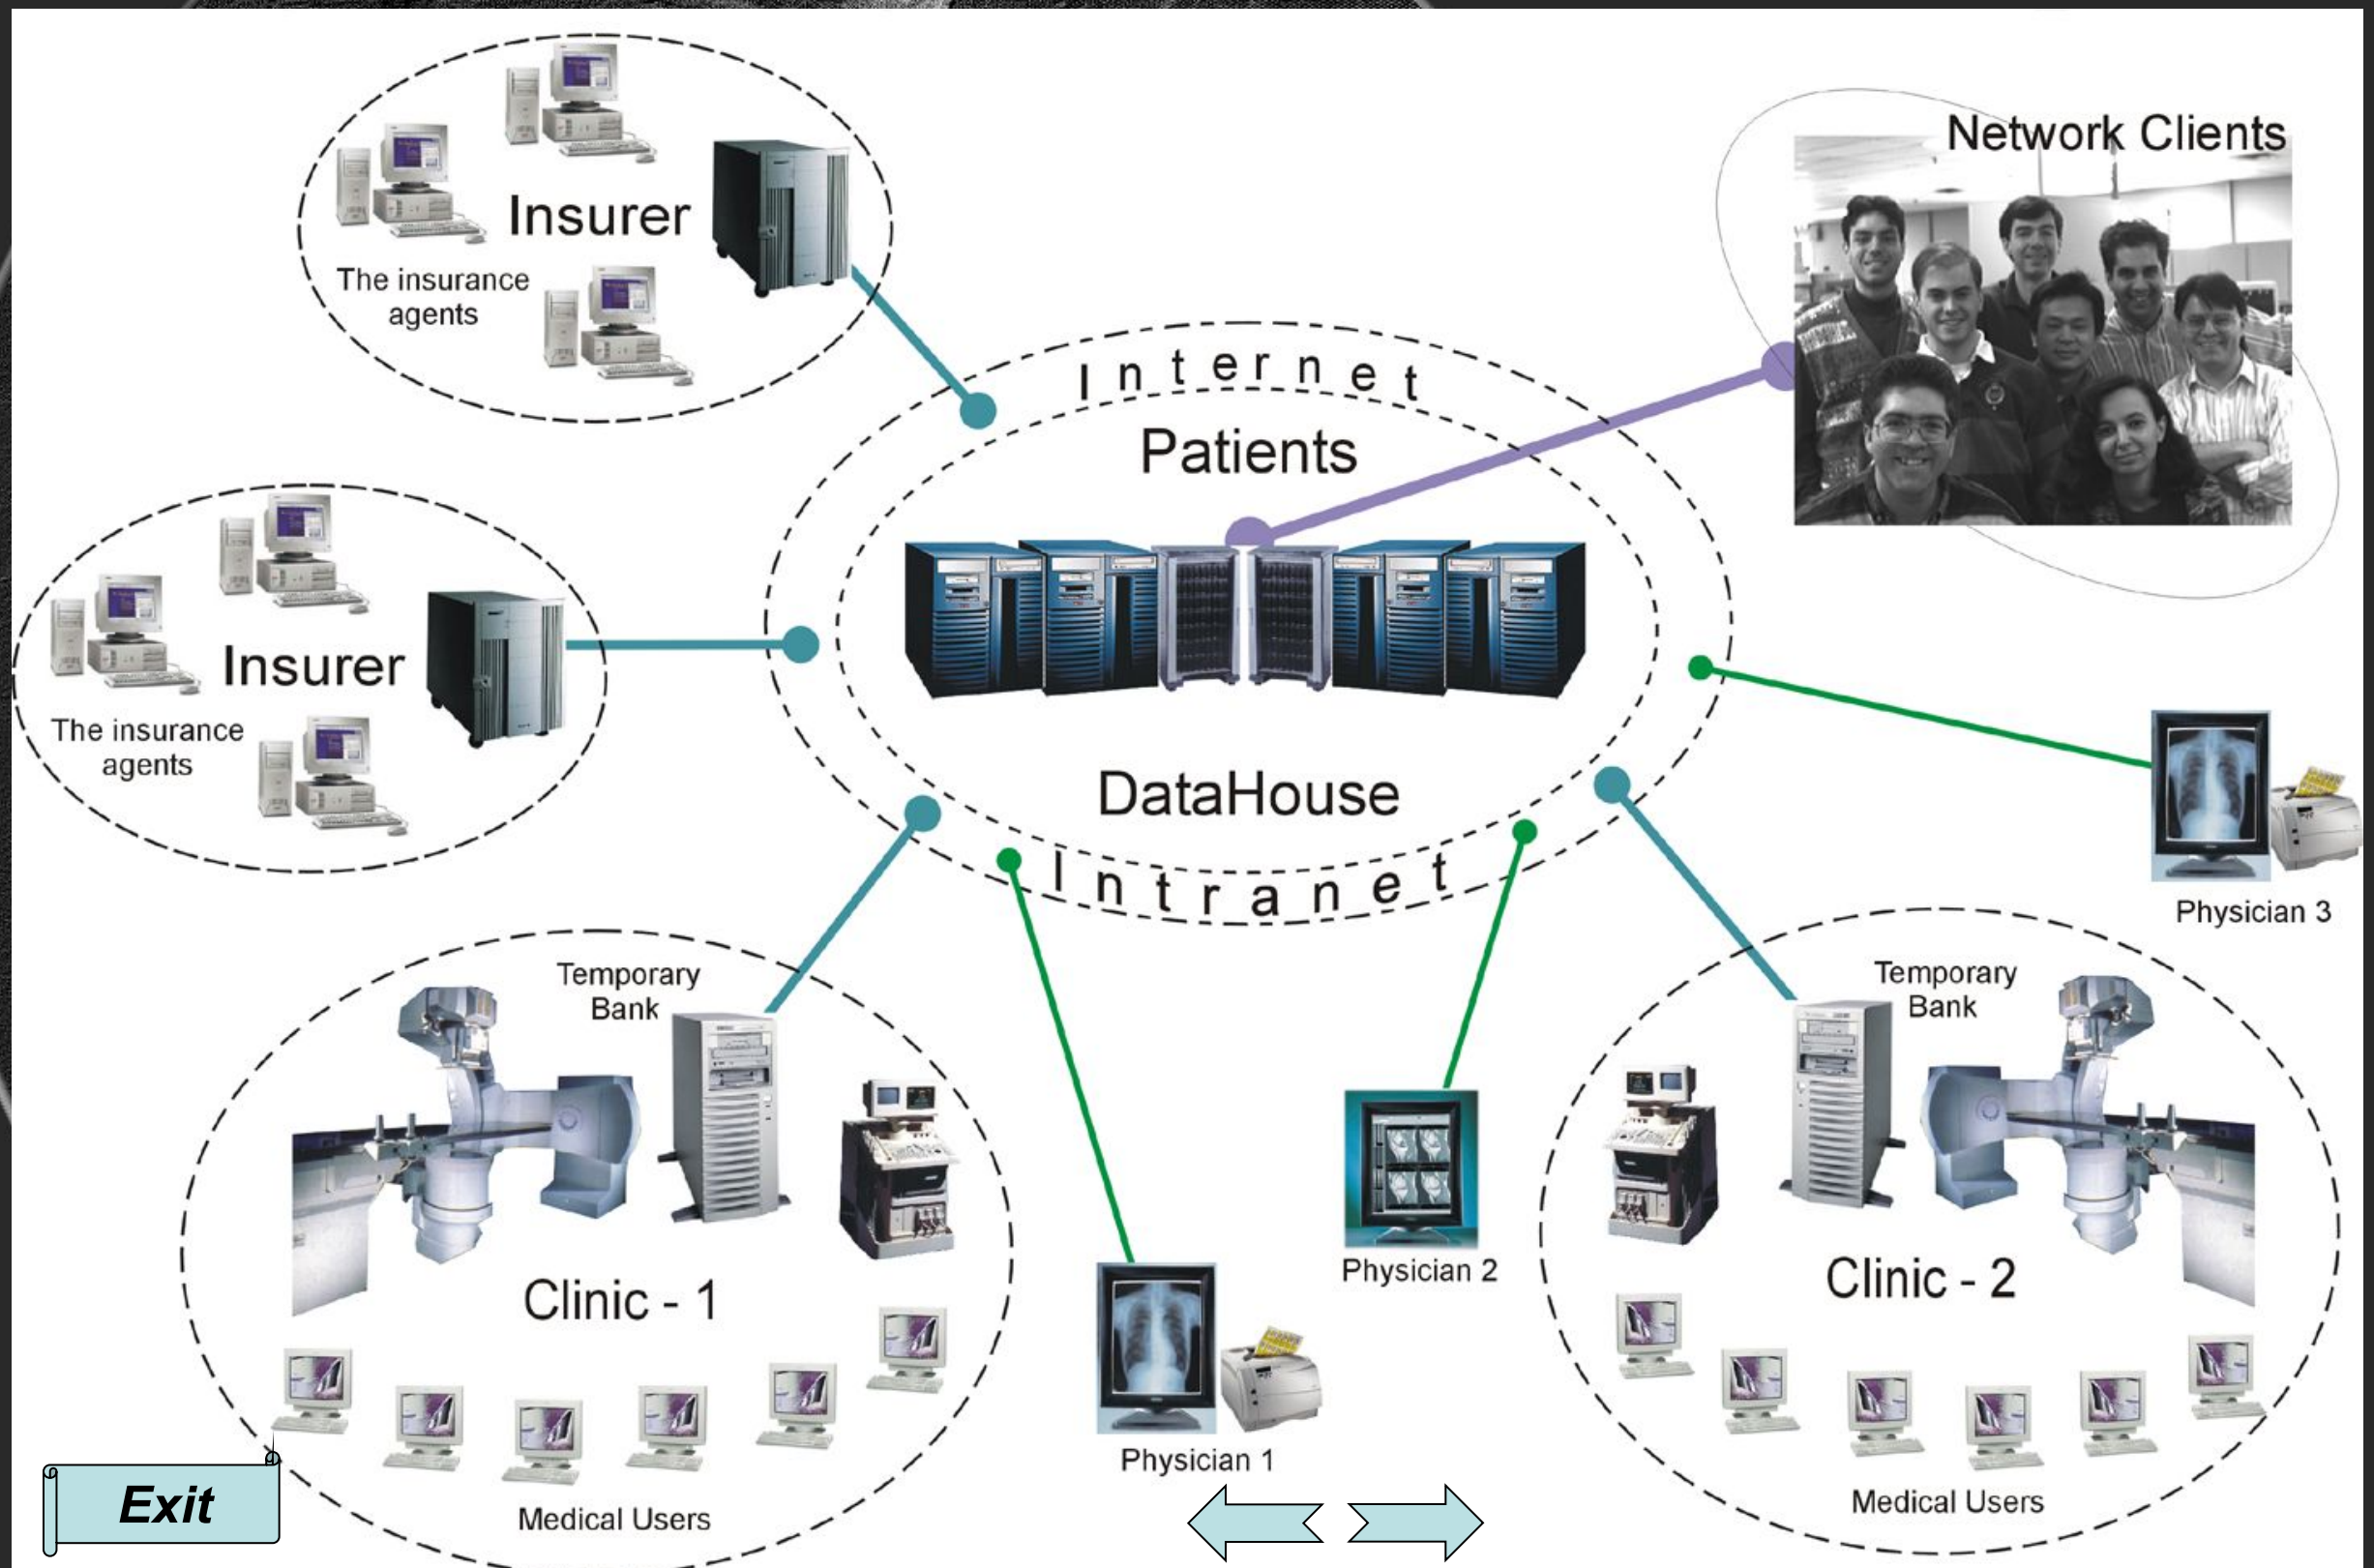 Network Clients
Insurer
The insurance
agents
Internet
Patients
Insurer
The insurance
agents
DataHouse
Intranet
Physician 3
Temporary
Bank
Temporary
Bank
Physician 2
Clinic - 1
Clinic - 2
Physician 1
Medical Users
Medical Users
Exit